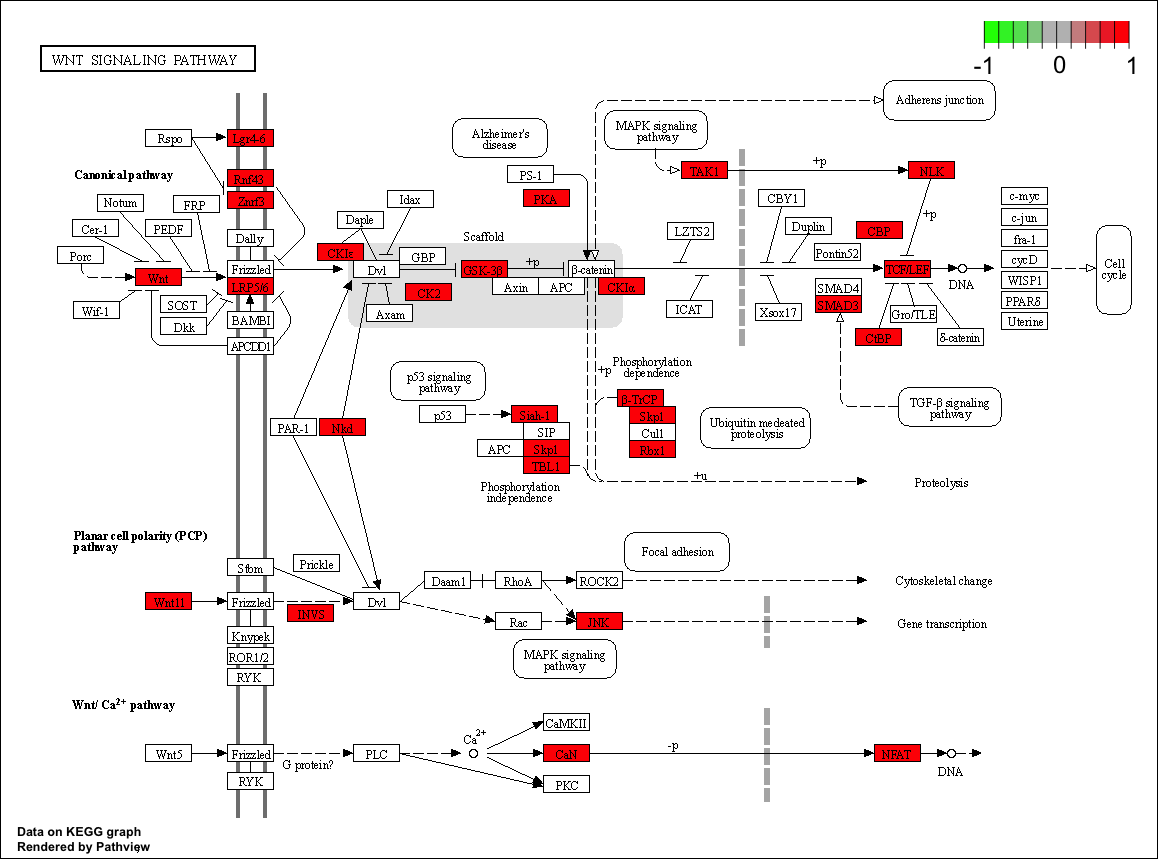 WNT SIGNALING PATHWAY
-1
0
1
Adherens junction
Alzheimer's
disease
MAPK signaling
pathway
Rspo
Lgr4-6
Canonical pathway
Rnf43
Znrf3
PS-1
PKA
TAK1
+p
NLK
Notum
FRP
Idax
CBY1
c-myc
Cer-1
PEDF
Daple
LZTS2
Duplin
CBP
+p
c-jun
Dally
Scaffold
Pontin52
fra-1
Porc
CKIε
GBP
cycD
Wnt
Frizzled
Dvl
GSK-3β
+p
β-catenin
TCF/LEF
DNA
Cell
cycle
LRP5/6
CK2
Axin
APC
CKIα
SMAD4
WISP1
Wif-1
SOST
Axam
ICAT
Xsox17
SMAD3
PPARδ
Dkk
BAMBI
Gro/TLE
Uterine
APCDD1
CtBP
δ-catenin
p53 signaling
pathway
+p
Phosphorylation
dependence
β-TrCP
TGF-β signaling
pathway
p53
Siah-1
Skp1
PAR-1
Nkd
SIP
Cul1
Ubiquitin medeated
proteolysis
APC
Skp1
Rbx1
TBL1
+u
Proteolysis
Phosphorylation
independence
Planar cell polarity (PCP)
pathway
Stbm
Prickle
Focal adhesion
Daam1
RhoA
ROCK2
Cytoskeletal change
Wnt11
Frizzled
INVS
Dvl
Rac
JNK
Gene transcription
Knypek
ROR1/2
RYK
MAPK signaling
pathway
Wnt/ Ca2+ pathway
CaMKII
Ca2+
Wnt5
Frizzled
G protein?
PLC
CaN
-p
NFAT
DNA
RYK
PKC
Data on KEGG graph
Rendered by Pathview